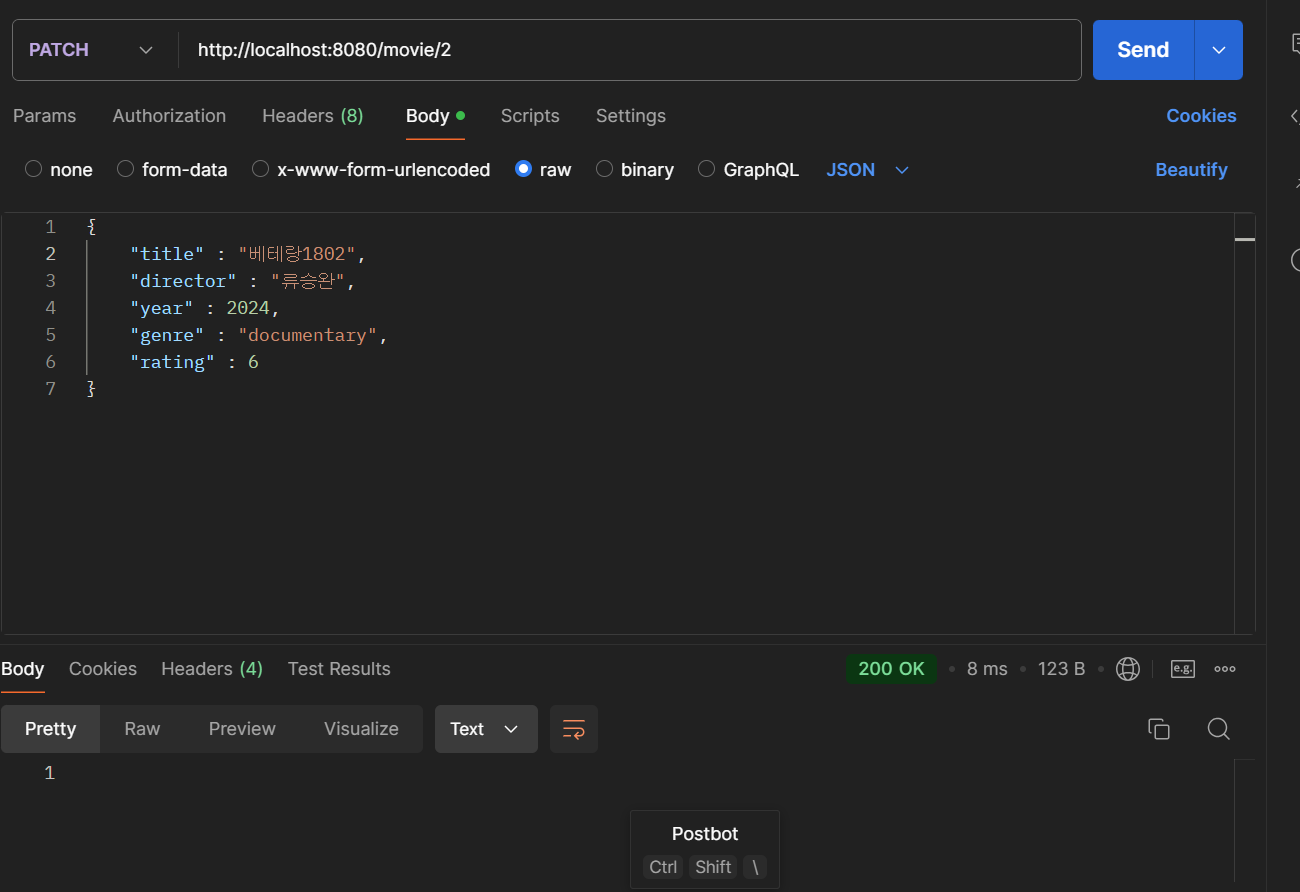 PATCH http://localhost:8080/movie/2 Send
Params Authorization Headers (8) Body Scripts Settings Cookies
none form-data x-www-form-urlencoded raw binary GraphQL JSON Beautify
1 {
2 "title" : "베테랑1802",
3 "director" : "류승완",
4 "year" : 2024,
5 "genre" : "documentary",
6 "rating" : 6
7 }
Body Cookies Headers (4) Test Results 200 OK 8 ms 123 B e.g.
Pretty Raw Preview Visualize Text
1
Postbot
Ctrl Shift \